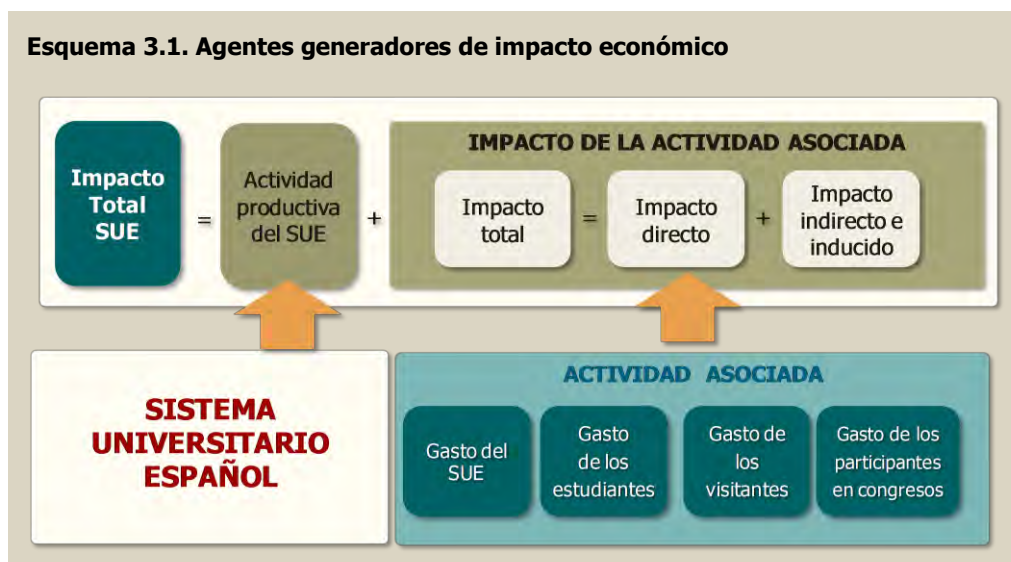 Esquema 3.1. Agentes generadores de impacto económico
Impacto
Total
SUE
=
Actividad
productiva
del SUE
+
IMPACTO DE LA ACTIVIDAD ASOCIADA
Impacto
total
=
Impacto
directo
+
Impacto
indirecto e
inducido
SISTEMA
UNIVERSITARIO
ESPAÑOL
ACTIVIDAD ASOCIADA
Gasto del
SUE
Gasto
de los
estudiantes
Gasto de
los
visitantes
Gasto de los
participantes
en congresos